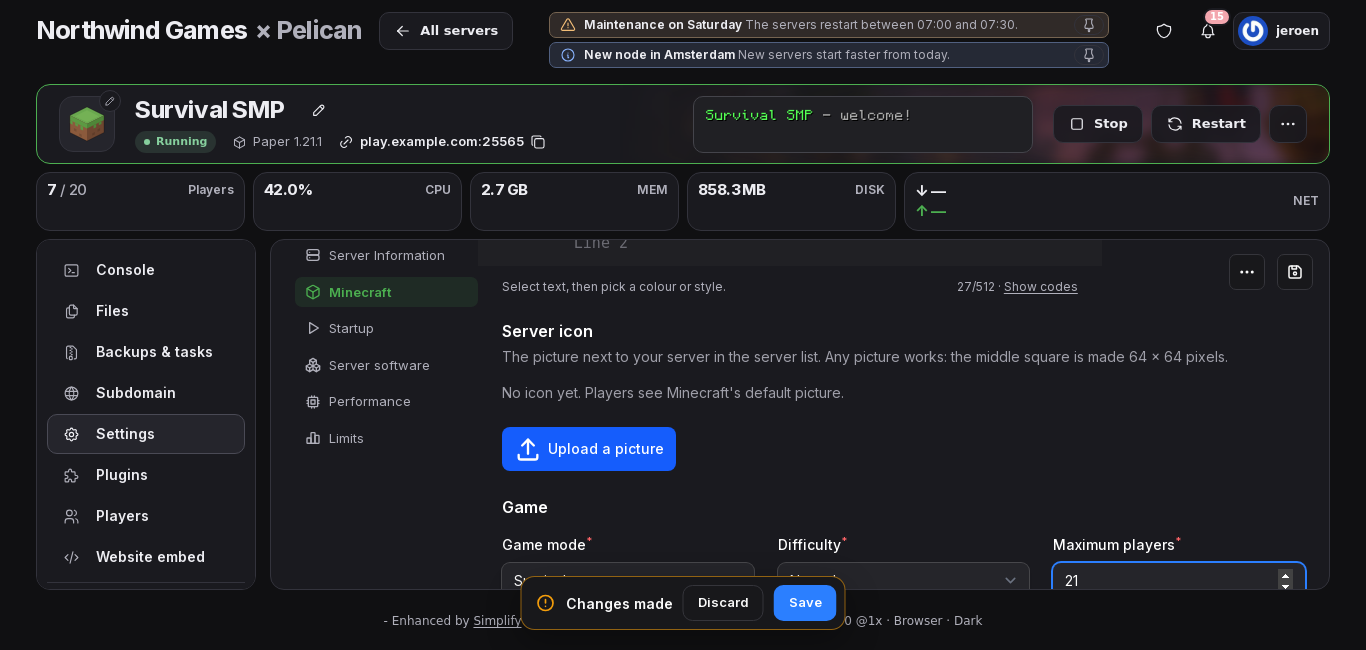 Northwind Games × Pelican
All servers
Maintenance on Saturday The servers restart between 07:00 and 07:30.
New node in Amsterdam New servers start faster from today.
15
jeroen
Survival SMP
Running
Paper 1.21.1
play.example.com:25565
Survival SMP - welcome!
Stop
Restart
7 / 20
Players
42.0%
CPU
2.7 GB
MEM
858.3 MB
DISK
↓ —
↑ —
NET
Console
Files
Backups & tasks
Subdomain
Settings
Plugins
Players
Website embed
Server Information
Minecraft
Startup
Server software
Performance
Limits
Line 2
Select text, then pick a colour or style.
27/512 · Show codes
Server icon
The picture next to your server in the server list. Any picture works: the middle square is made 64 × 64 pixels.
No icon yet. Players see Minecraft's default picture.
Upload a picture
Game
Game mode*
Difficulty*
Maximum players*
21
Changes made
Discard
Save
- Enhanced by Simplify
0 @1x · Browser · Dark